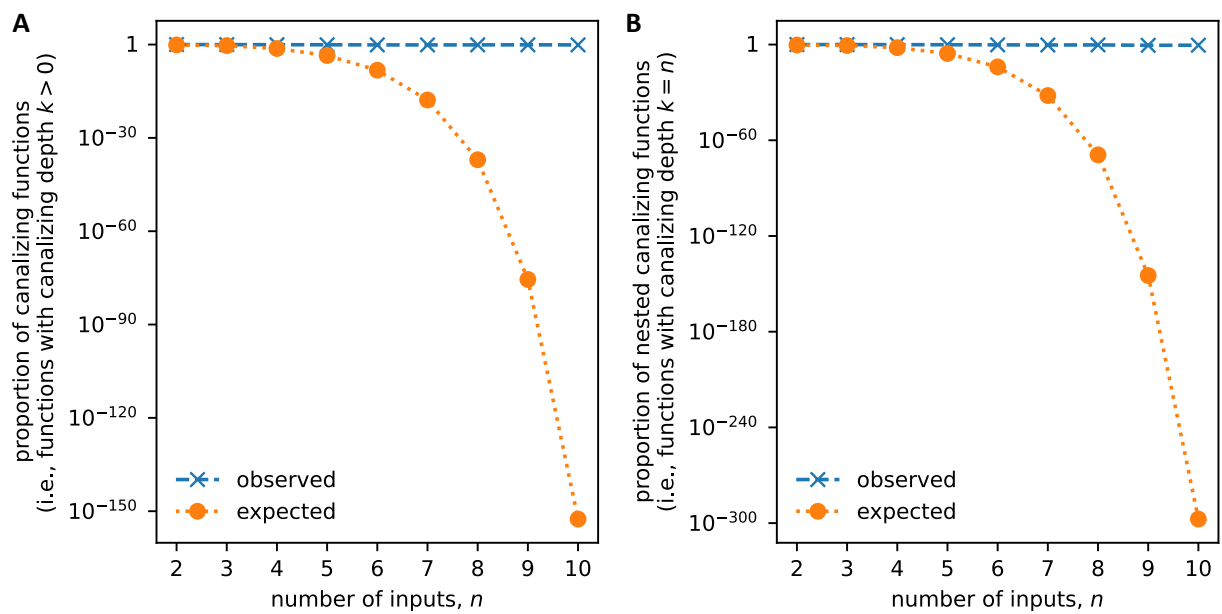 A
proportion of canalizing functions
(i.e., functions with canalizing depth k > 0)
1
10⁻³⁰
10⁻⁶⁰
10⁻⁹⁰
10⁻¹²⁰
10⁻¹⁵⁰
observed
expected
2 3 4 5 6 7 8 9 10
number of inputs, n
B
proportion of nested canalizing functions
(i.e., functions with canalizing depth k = n)
1
10⁻⁶⁰
10⁻¹²⁰
10⁻¹⁸⁰
10⁻²⁴⁰
10⁻³⁰⁰
observed
expected
2 3 4 5 6 7 8 9 10
number of inputs, n